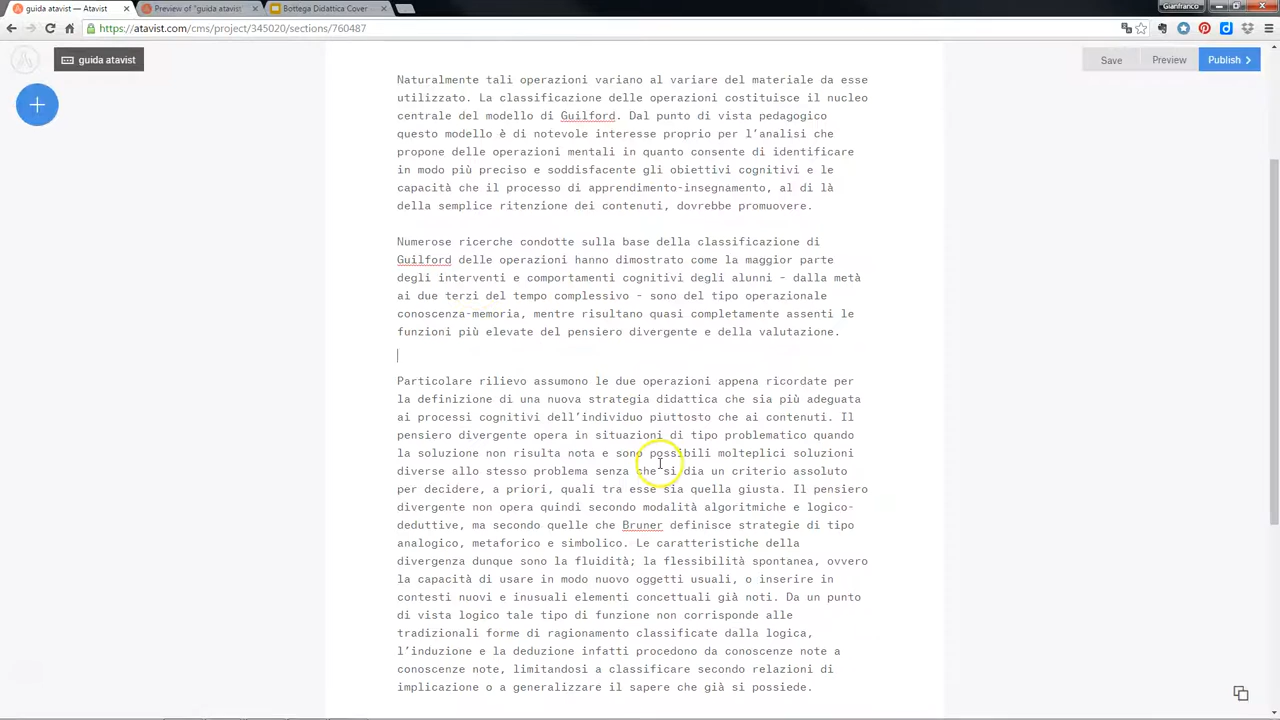 guida atavist — Atavist
Preview of "guida atavist
Bottega Didattica Cover
Gianfranco
https://atavist.com/cms/project/345020/sections/760487
guida atavist
Save
Preview
Publish
Naturalmente tali operazioni variano al variare del materiale da esse
utilizzato. La classificazione delle operazioni costituisce il nucleo
centrale del modello di Guilford. Dal punto di vista pedagogico
questo modello è di notevole interesse proprio per l'analisi che
propone delle operazioni mentali in quanto consente di identificare
in modo più preciso e soddisfacente gli obiettivi cognitivi e le
capacità che il processo di apprendimento-insegnamento, al di là
della semplice ritenzione dei contenuti, dovrebbe promuovere.
Numerose ricerche condotte sulla base della classificazione di
Guilford delle operazioni hanno dimostrato come la maggior parte
degli interventi e comportamenti cognitivi degli alunni - dalla metà
ai due terzi del tempo complessivo - sono del tipo operazionale
conoscenza-memoria, mentre risultano quasi completamente assenti le
funzioni più elevate del pensiero divergente e della valutazione.
Particolare rilievo assumono le due operazioni appena ricordate per
la definizione di una nuova strategia didattica che sia più adeguata
ai processi cognitivi dell'individuo piuttosto che ai contenuti. Il
pensiero divergente opera in situazioni di tipo problematico quando
la soluzione non risulta nota e sono possibili molteplici soluzioni
diverse allo stesso problema senza che si dia un criterio assoluto
per decidere, a priori, quali tra esse sia quella giusta. Il pensiero
divergente non opera quindi secondo modalità algoritmiche e logico-
deduttive, ma secondo quelle che Bruner definisce strategie di tipo
analogico, metaforico e simbolico. Le caratteristiche della
divergenza dunque sono la fluidità; la flessibilità spontanea, ovvero
la capacità di usare in modo nuovo oggetti usuali, o inserire in
contesti nuovi e inusuali elementi concettuali già noti. Da un punto
di vista logico tale tipo di funzione non corrisponde alle
tradizionali forme di ragionamento classificate dalla logica,
l'induzione e la deduzione infatti procedono da conoscenze note a
conoscenze note, limitandosi a classificare secondo relazioni di
implicazione o a generalizzare il sapere che già si possiede.